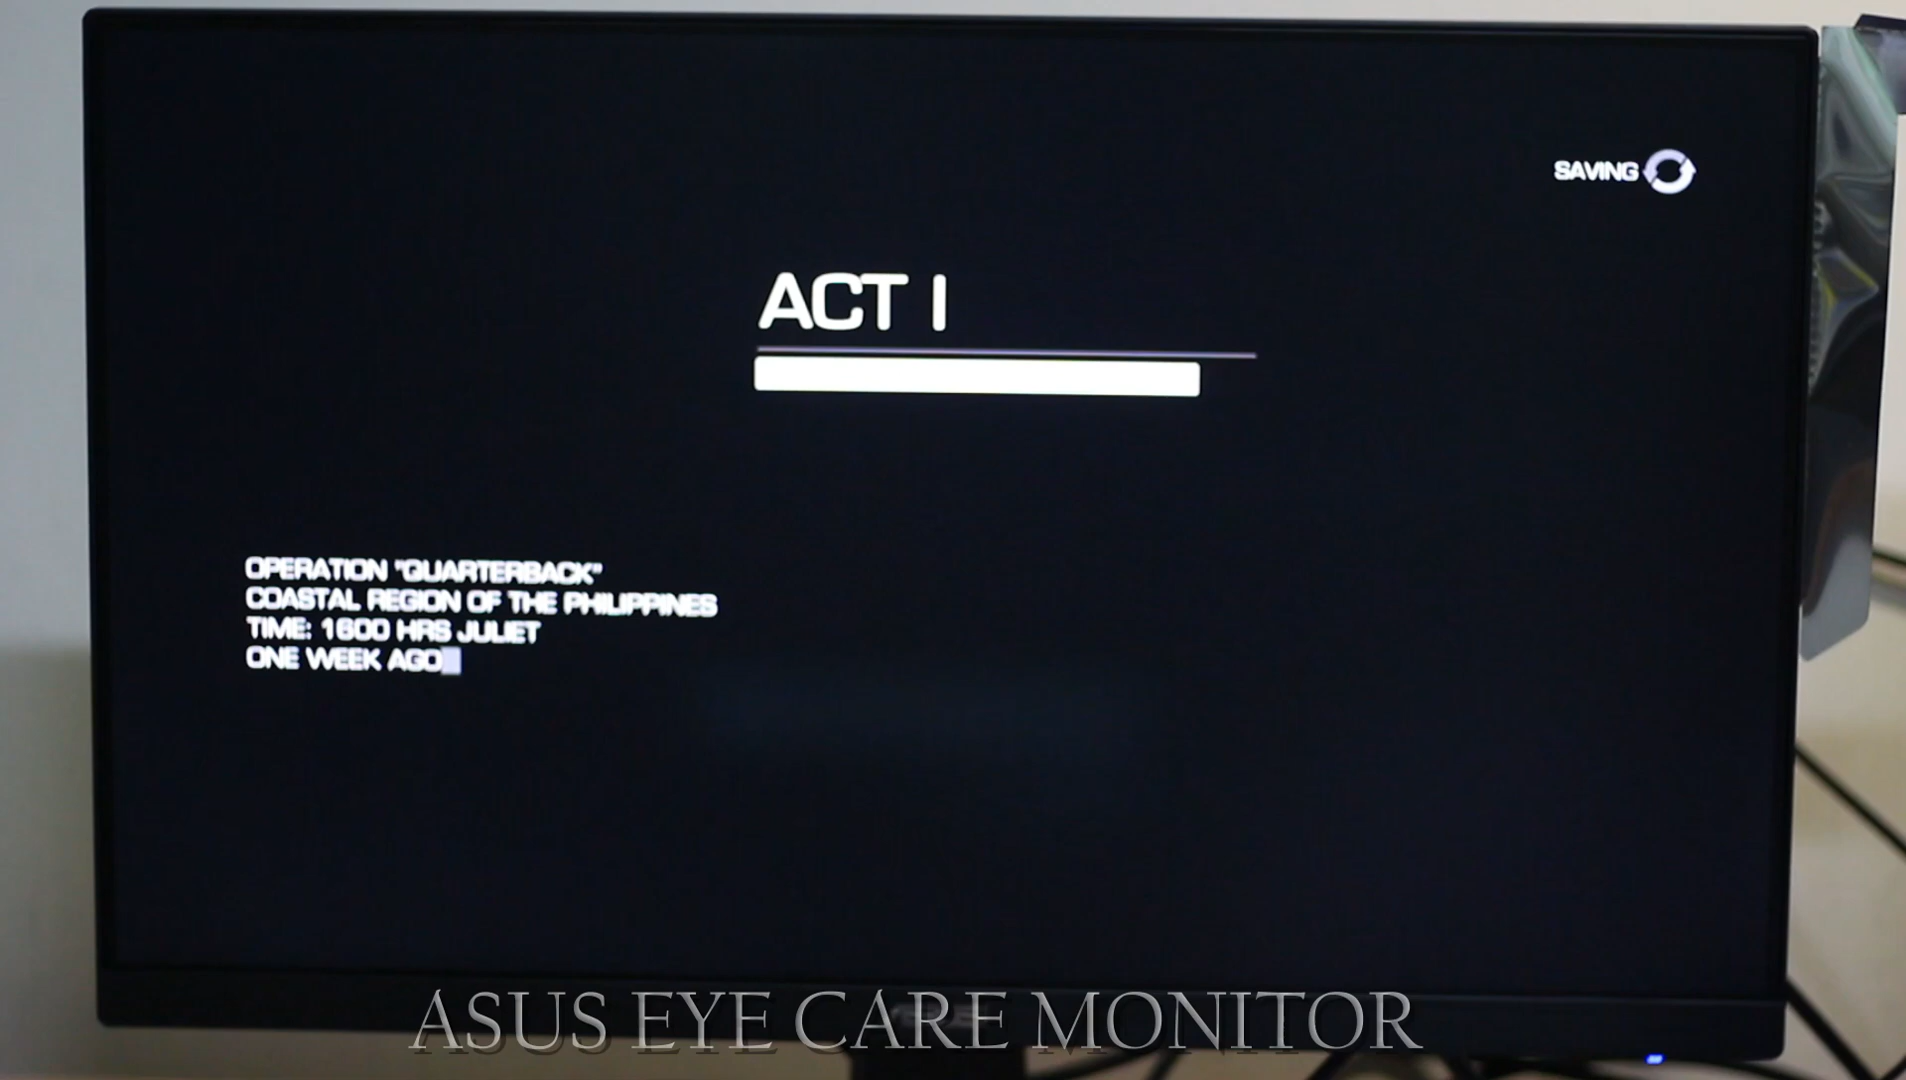 SAVING
ACT I
OPERATION "QUARTERBACK"
COASTAL REGION OF THE PHILIPPINES
TIME: 1600 HRS JULIET
ONE WEEK AGO
ASUS EYE CARE MONITOR